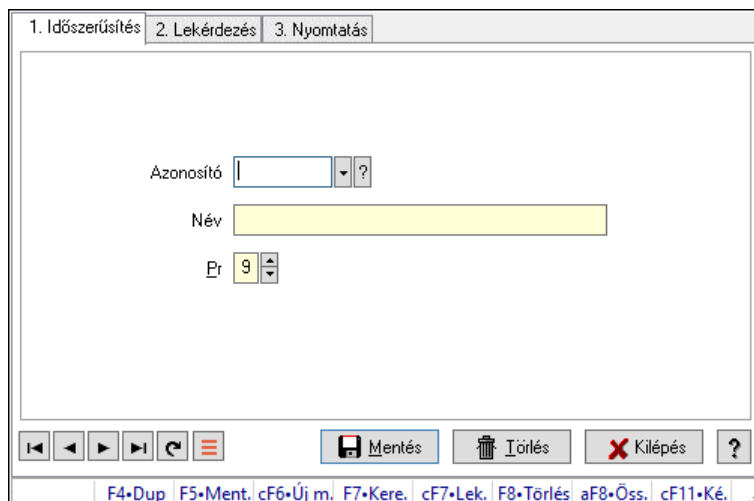 1. Időszerűsítés 2. Lekérdezés 3. Nyomtatás
Azonosító ?
Név
Pr 9
Mentés Törlés Kilépés ?
F4•Dup F5•Ment. cF6•Új m. F7•Kere. cF7•Lek. F8•Törlés aF8•Öss. cF11•Ké.